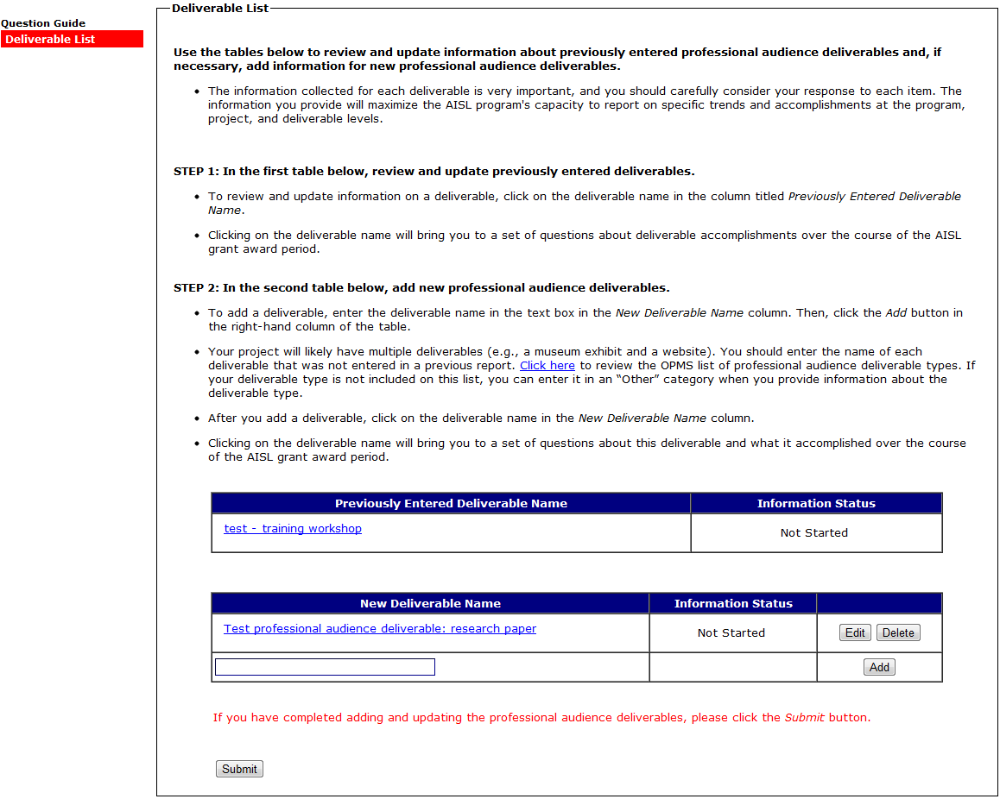 Question Guide
Deliverable List
Deliverable List
Use the tables below to review and update information about previously entered professional audience deliverables and, if
necessary, add information for new professional audience deliverables.
• The information collected for each deliverable is very important, and you should carefully consider your response to each item. The
information you provide will maximize the AISL program's capacity to report on specific trends and accomplishments at the program,
project, and deliverable levels.
STEP 1: In the first table below, review and update previously entered deliverables.
• To review and update information on a deliverable, click on the deliverable name in the column titled Previously Entered Deliverable
Name.
• Clicking on the deliverable name will bring you to a set of questions about deliverable accomplishments over the course of the AISL
grant award period.
STEP 2: In the second table below, add new professional audience deliverables.
• To add a deliverable, enter the deliverable name in the text box in the New Deliverable Name column. Then, click the Add button in
the right-hand column of the table.
• Your project will likely have multiple deliverables (e.g., a museum exhibit and a website). You should enter the name of each
deliverable that was not entered in a previous report. Click here to review the OPMS list of professional audience deliverable types. If
your deliverable type is not included on this list, you can enter it in an “Other” category when you provide information about the
deliverable type.
• After you add a deliverable, click on the deliverable name in the New Deliverable Name column.
• Clicking on the deliverable name will bring you to a set of questions about this deliverable and what it accomplished over the course
of the AISL grant award period.
Previously Entered Deliverable Name Information Status
test - training workshop Not Started
New Deliverable Name Information Status
Test professional audience deliverable: research paper Not Started Edit Delete
Add
If you have completed adding and updating the professional audience deliverables, please click the Submit button.
Submit